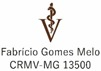 V
Fabrício Gomes Melo
CRMV-MG 13500